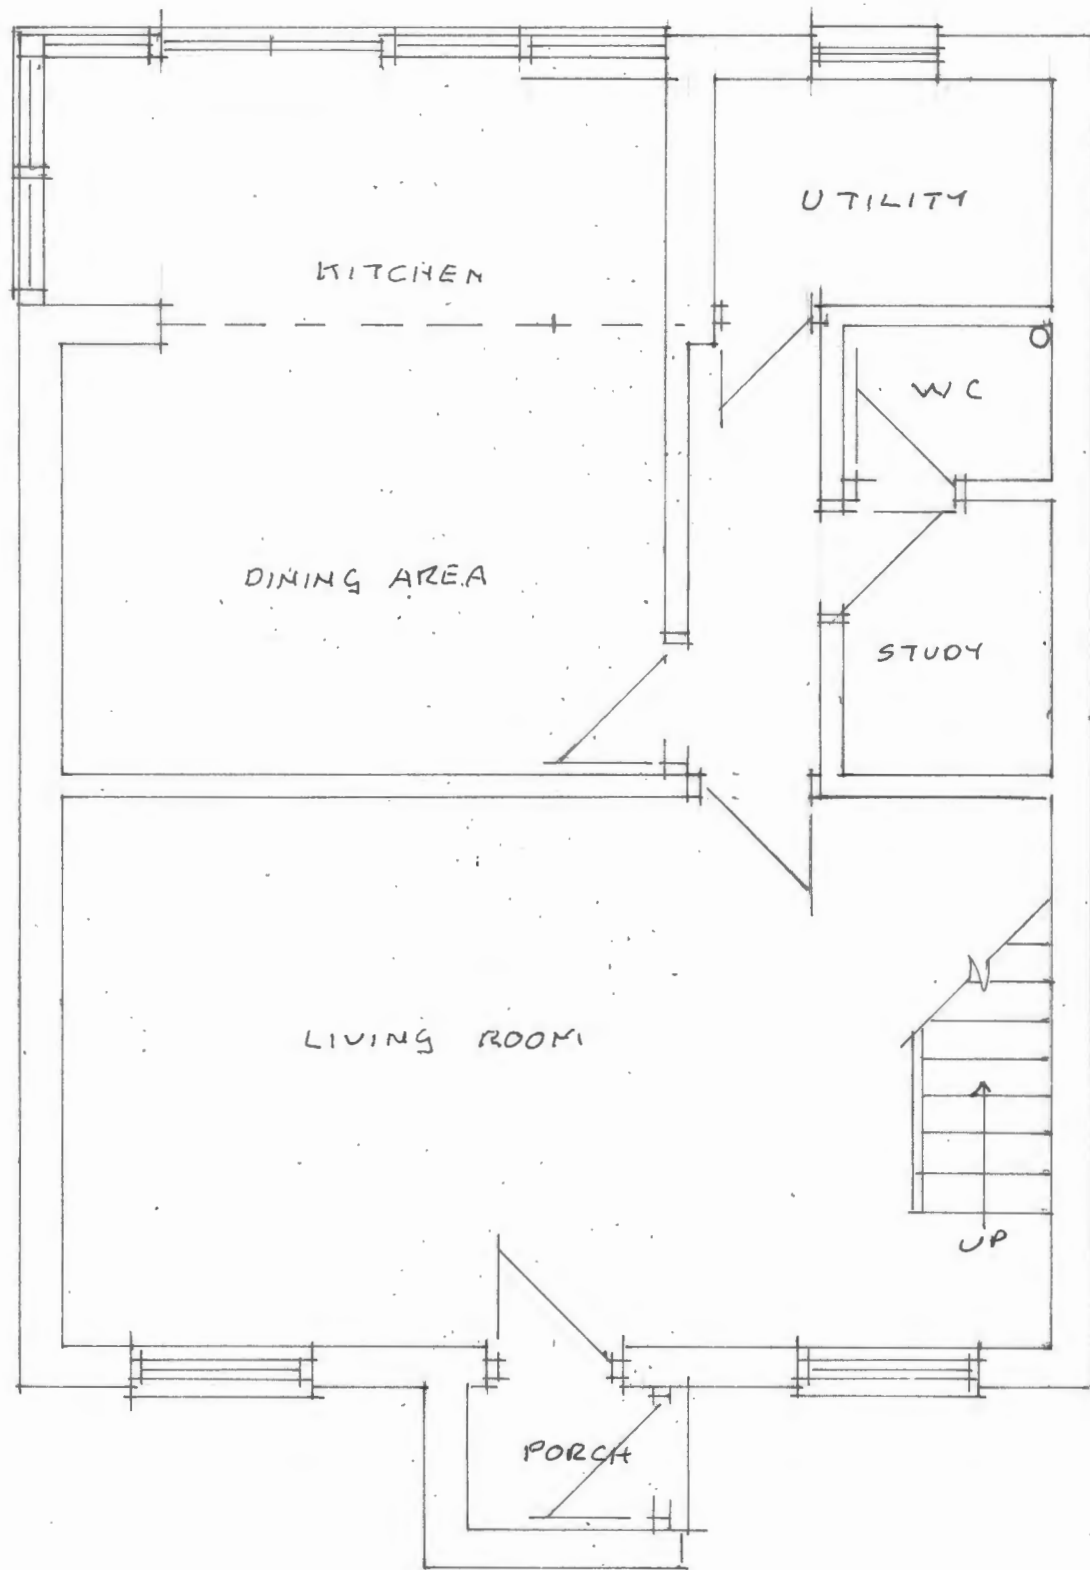 UTILITY
KITCHEN
WC
DINING AREA
STUDY
LIVING ROOM
UP
PORCH